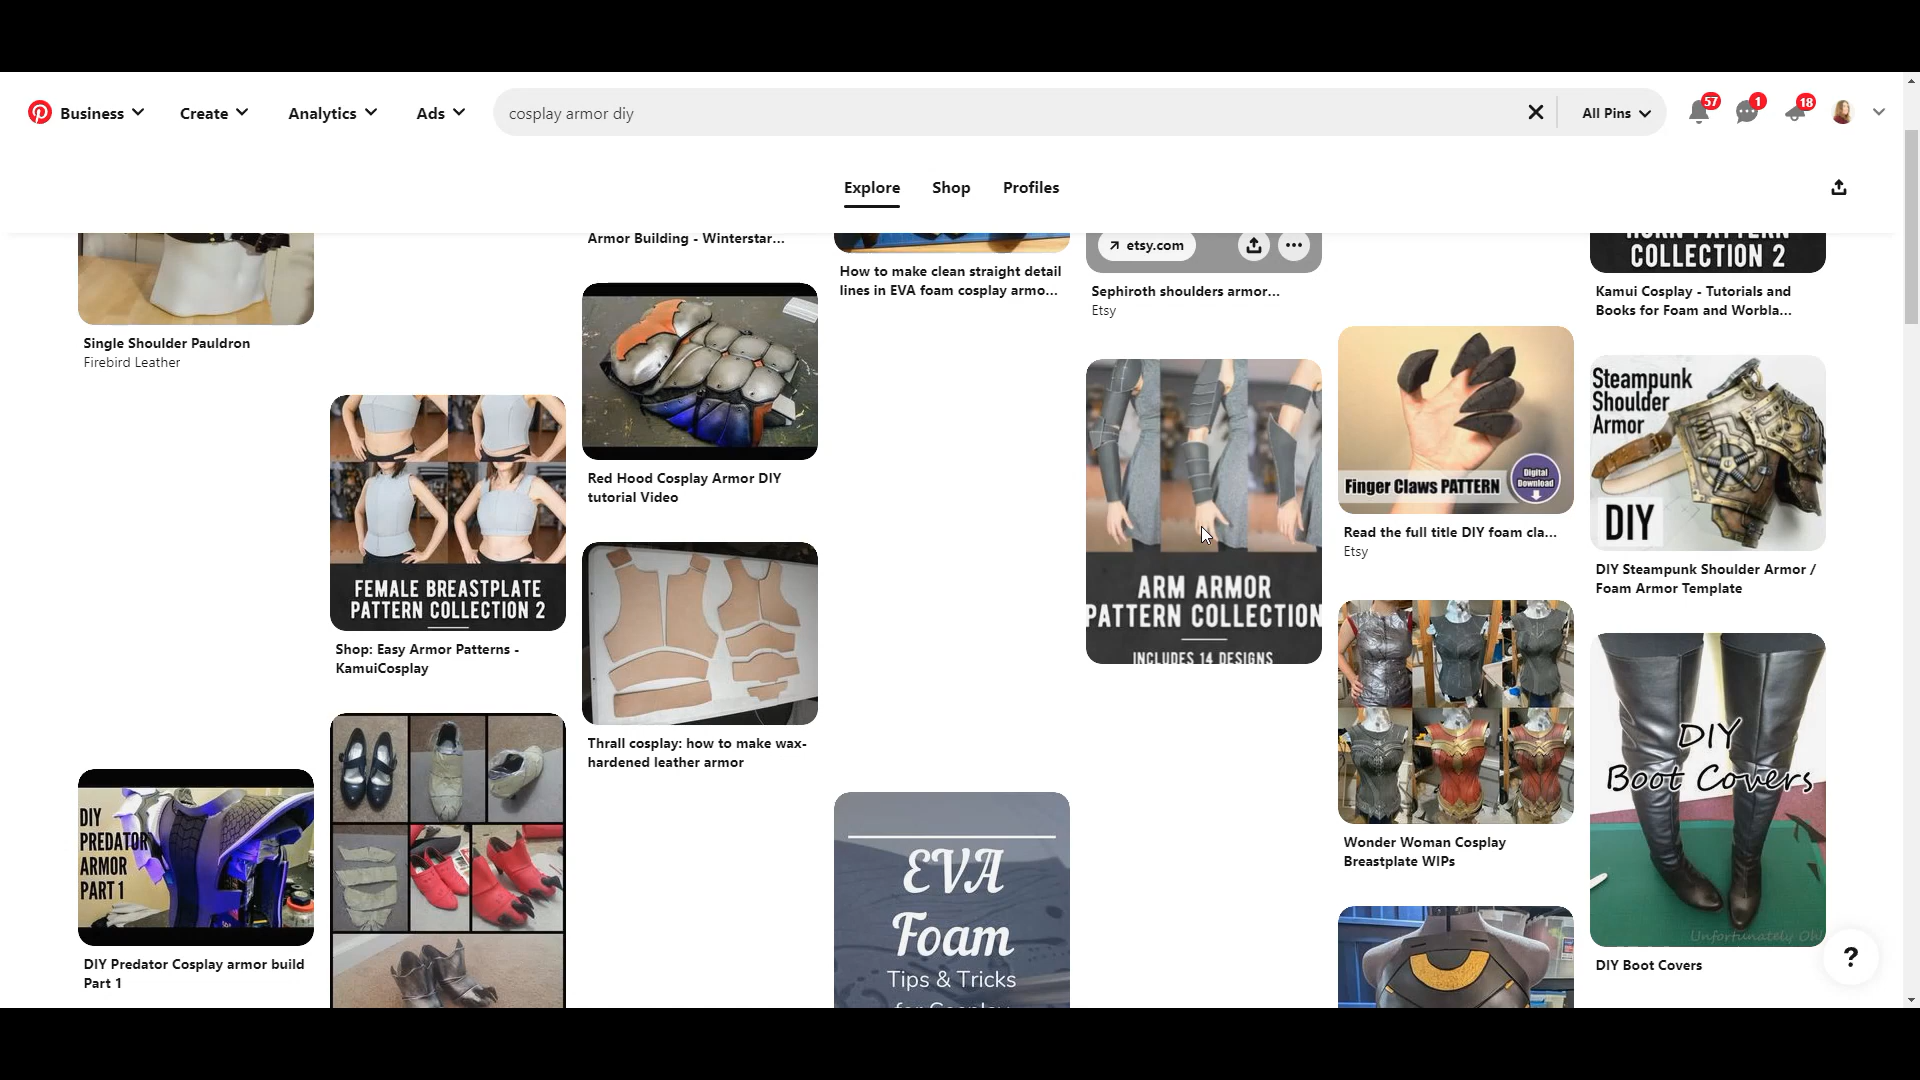 Business
Create
Analytics
Ads
cosplay armor diy
All Pins
57
1
18
Explore
Shop
Profiles
Single Shoulder Pauldron
Firebird Leather
DIY
PREDATOR
ARMOR
PART 1
DIY Predator Cosplay armor build
Part 1
FEMALE BREASTPLATE
PATTERN COLLECTION 2
Shop: Easy Armor Patterns -
KamuiCosplay
Armor Building - Winterstar...
Red Hood Cosplay Armor DIY
tutorial Video
Thrall cosplay: how to make wax-
hardened leather armor
How to make clean straight detail
lines in EVA foam cosplay armo...
EVA
Foam
Tips & Tricks
for Cosplay
etsy.com
Sephiroth shoulders armor...
Etsy
ARM ARMOR
PATTERN COLLECTION
INCLUDES 14 DESIGNS
Finger Claws PATTERN
Digital
Download
Read the full title DIY foam cla...
Etsy
Wonder Woman Cosplay
Breastplate WIPs
HORN PATTERN
COLLECTION 2
Kamui Cosplay - Tutorials and
Books for Foam and Worbla...
Steampunk
Shoulder
Armor
DIY
DIY Steampunk Shoulder Armor /
Foam Armor Template
DIY
Boot Covers
Unfortunately Oh
DIY Boot Covers
?